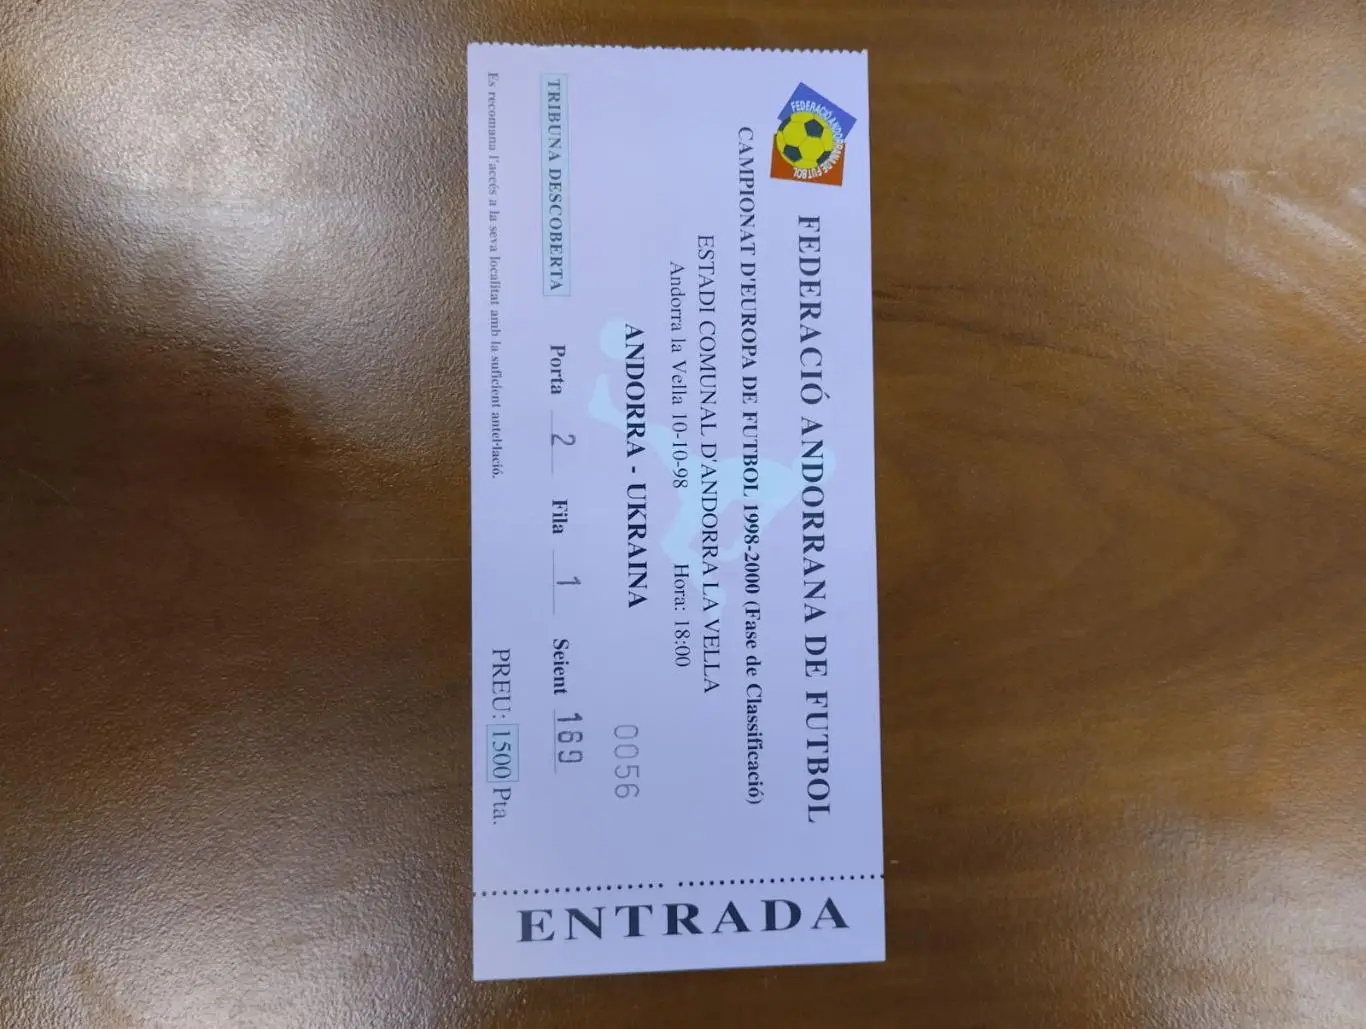 FEDERACIÓ ANDORRANA DE FUTBOL
FEDERACIÓ ANDORRANA DE FUTBOL
CAMPIONAT D'EUROPA DE FUTBOL 1998-2000 (Fase de Classificació)
ESTADI COMUNAL D'ANDORRA LA VELLA
Andorra la Vella 10-10-98 Hora: 18:00
ANDORRA - UKRAINA
0056
TRIBUNA DESCOBERTA Porta 2 Fila 1 Seient 169
Es recomana l'accés a la seva localitat amb la suficient antel·lació.
PREU: 1500 Pta.
ENTRADA